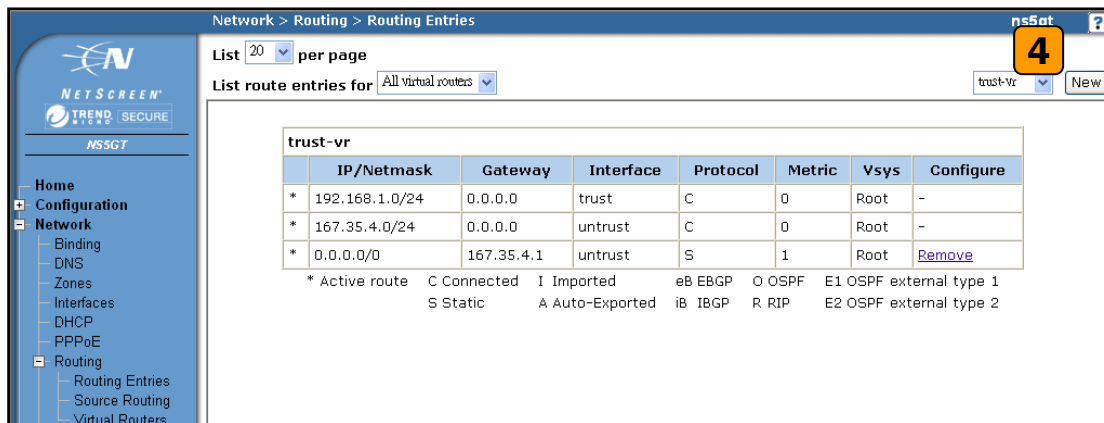 Network > Routing > Routing Entries ns5gt ?
List 20 per page
4
List route entries for All virtual routers trust-vr New
NETSCREEN
TREND MICRO SECURE
NS5GT
Home
Configuration
Network
Binding
DNS
Zones
Interfaces
DHCP
PPPoE
Routing
Routing Entries
Source Routing
Virtual Routers
trust-vr
IP/Netmask Gateway Interface Protocol Metric Vsys Configure
* 192.168.1.0/24 0.0.0.0 trust C 0 Root -
* 167.35.4.0/24 0.0.0.0 untrust C 0 Root -
* 0.0.0.0/0 167.35.4.1 untrust S 1 Root Remove
* Active route C Connected I Imported eB EBGP O OSPF E1 OSPF external type 1
S Static A Auto-Exported iB IBGP R RIP E2 OSPF external type 2